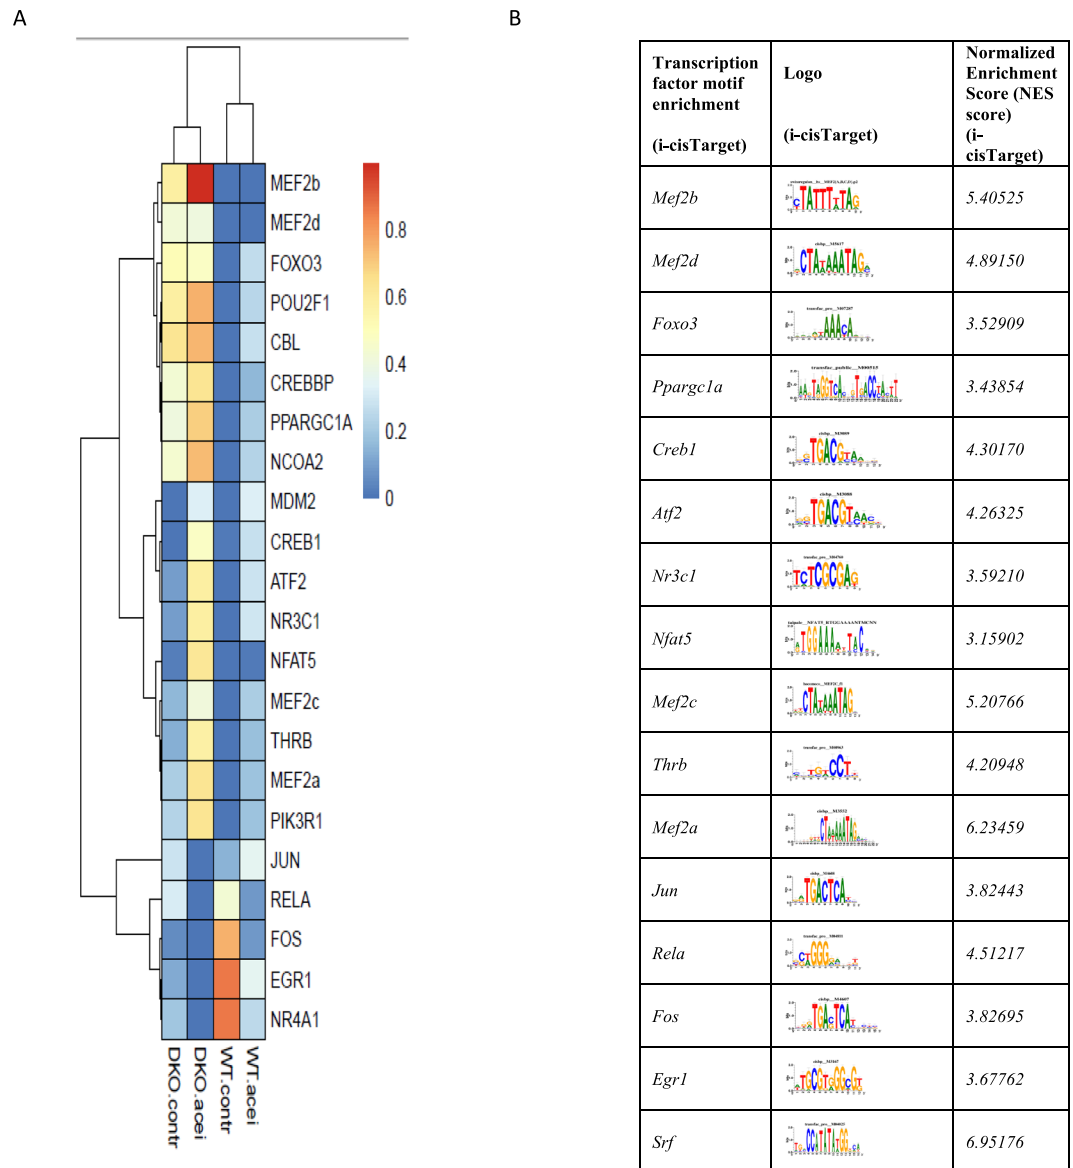 A
B
MEF2b
MEF2d
FOXO3
POU2F1
CBL
CREBBP
PPARGC1A
NCOA2
MDM2
CREB1
ATF2
NR3C1
NFAT5
MEF2c
THRB
MEF2a
PIK3R1
JUN
RELA
FOS
EGR1
NR4A1
0.8
0.6
0.4
0.2
0
DKO.contr
DKO.acei
WT.contr
WT.acei
Transcription
factor motif
enrichment
(i-cisTarget)
Logo
(i-cisTarget)
Normalized
Enrichment
Score (NES
score)
(i-
cisTarget)
Mef2b
5.40525
Mef2d
4.89150
Foxo3
3.52909
Ppargc1a
transfac_public__M00515
3.43854
Creb1
4.30170
Atf2
4.26325
Nr3c1
3.59210
Nfat5
3.15902
Mef2c
5.20766
Thrb
4.20948
Mef2a
6.23459
Jun
3.82443
Rela
4.51217
Fos
3.82695
Egr1
3.67762
Srf
6.95176